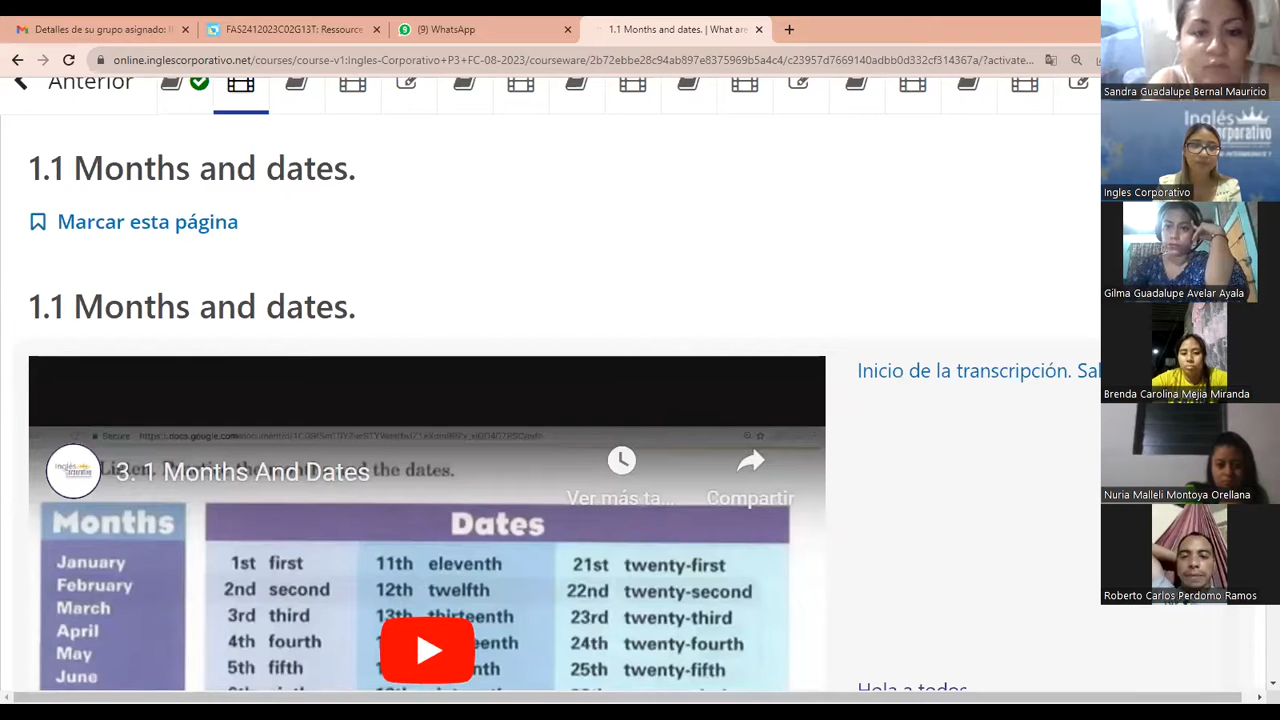 Detalles de su grupo asignado: I
FAS2412023C02G13T: Ressource
(9) WhatsApp
1.1 Months and dates. | What are
online.inglescorporativo.net/courses/course-v1:Ingles-Corporativo+P3+FC-08-2023/courseware/2b72ebbe28c94ab897e8375969b5a4c4/c23957d7669140adbb0d332cf314367a/?activate...
Anterior
1.1 Months and dates.
Marcar esta página
1.1 Months and dates.
Inicio de la transcripción. Sal
3. 1 Months And Dates
the dates.
Ver más ta...
Compartir
Months
Dates
January
1st first
11th eleventh
21st twenty-first
February
2nd second
12th twelfth
22nd twenty-second
March
3rd third
13th thirteenth
23rd twenty-third
April
4th fourth
24th twenty-fourth
May
5th fifth
25th twenty-fifth
June
Hola a todos
Sandra Guadalupe Bernal Mauricio
Inglés
Corporativo
Ingles Corporativo
Gilma Guadalupe Avelar Ayala
Brenda Carolina Mejia Miranda
Nuria Malleli Montoya Orellana
Roberto Carlos Perdomo Ramos